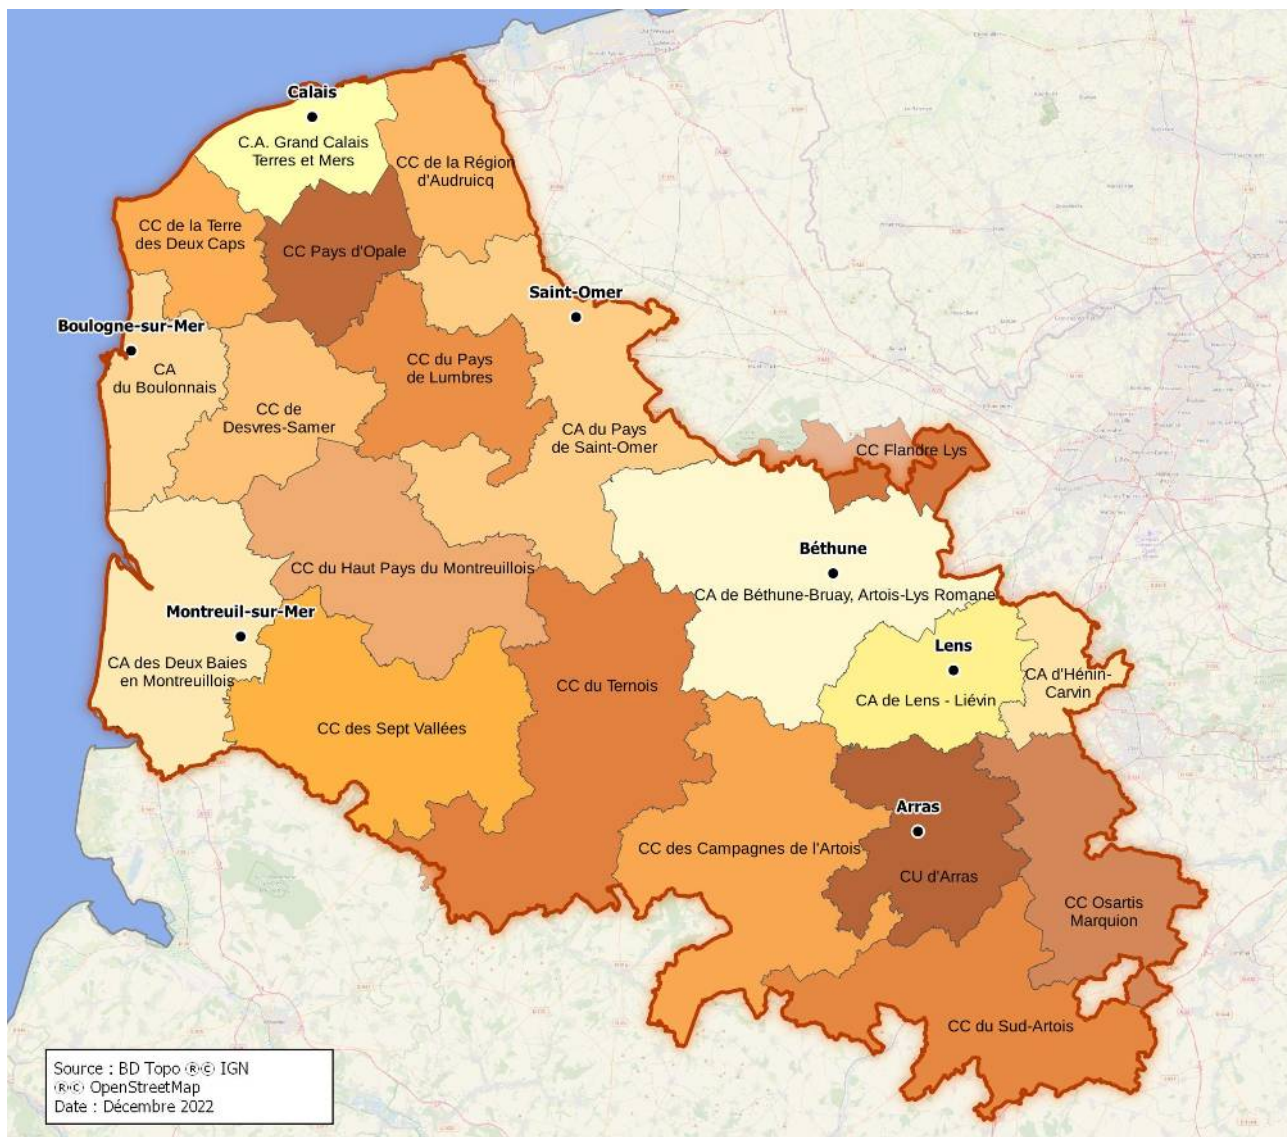 Calais
C.A. Grand Calais
Terres et Mers
CC de la Région
d'Audruicq
CC de la Terre
des Deux Caps
CC Pays d'Opale
Saint-Omer
Boulogne-sur-Mer
CA
du Boulonnais
CC du Pays
de Lumbres
CC de
Desvres-Samer
CA du Pays
de Saint-Omer
CC Flandre Lys
Béthune
CC du Haut Pays du Montreuillois
CA de Béthune-Bruay, Artois-Lys Romane
Montreuil-sur-Mer
Lens
CA des Deux Baies
en Montreuillois
CC du Ternois
CA de Lens - Liévin
CA d'Hénin-
Carvin
CC des Sept Vallées
Arras
CC des Campagnes de l'Artois
CU d'Arras
CC Osartis
Marquion
CC du Sud-Artois
Source : BD Topo ®© IGN
®© OpenStreetMap
Date : Décembre 2022